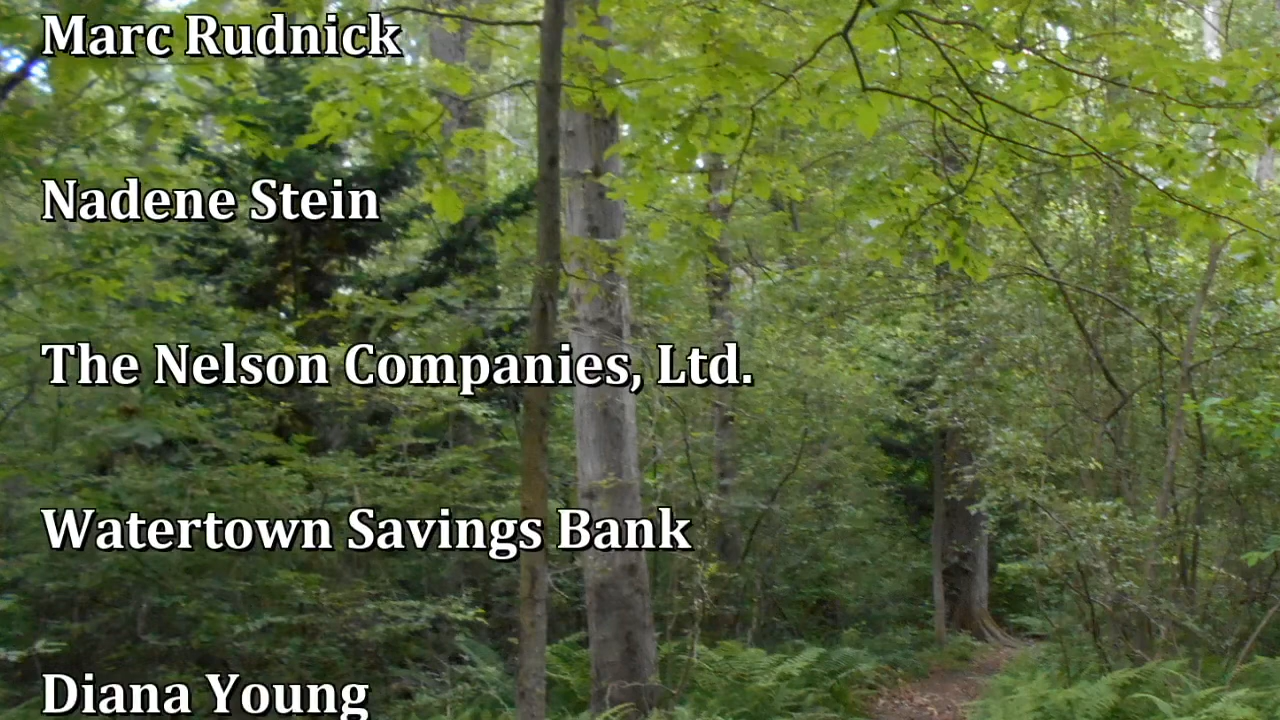 Marc Rudnick
Nadene Stein
The Nelson Companies, Ltd.
Watertown Savings Bank
Diana Young